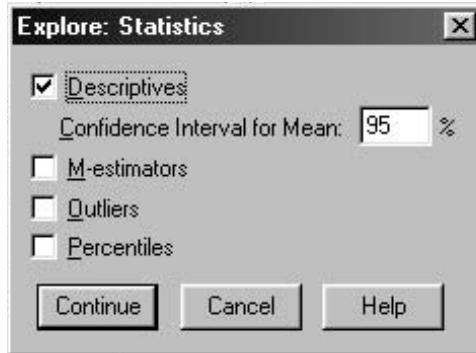 Explore: Statistics
Descriptives
Confidence Interval for Mean: 95 %
M-estimators
Outliers
Percentiles
Continue Cancel Help